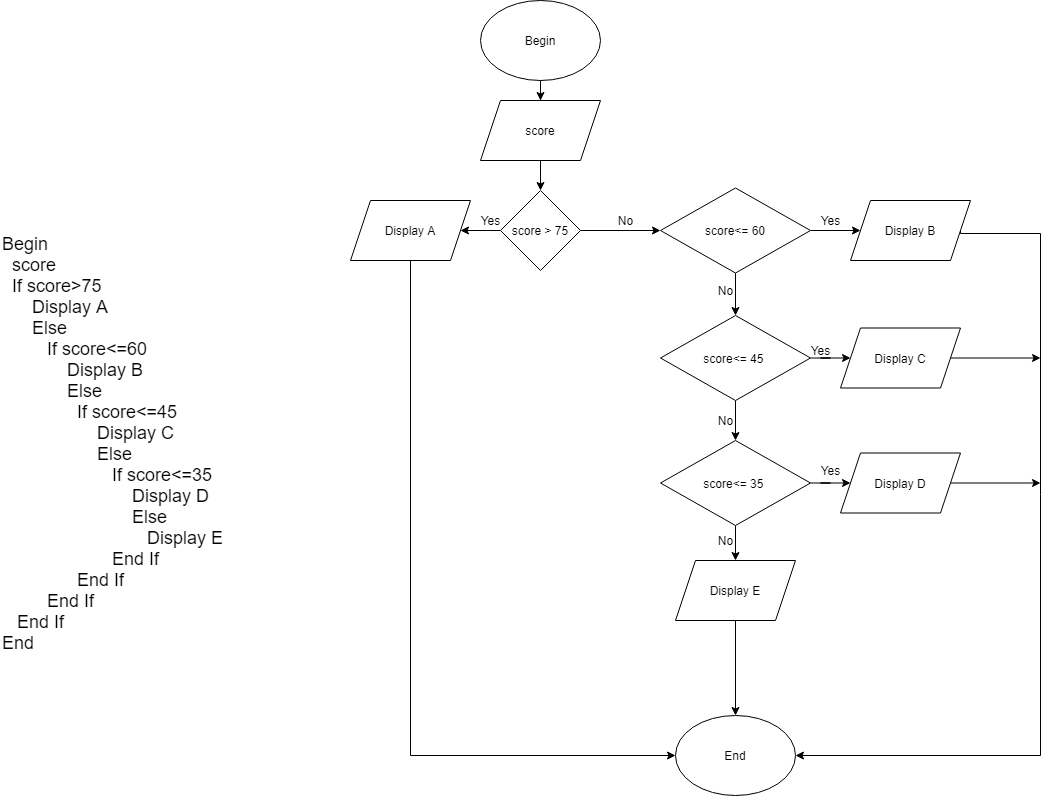 Begin
score
If score>75
Display A
Else
If score<=60
Display B
Else
If score<=45
Display C
Else
If score<=35
Display D
Else
Display E
End If
End If
End If
End If
End
Begin
score
Display A
Yes
score > 75
No
score<= 60
Yes
Display B
No
score<= 45
Yes
Display C
No
score<= 35
Yes
Display D
No
Display E
End